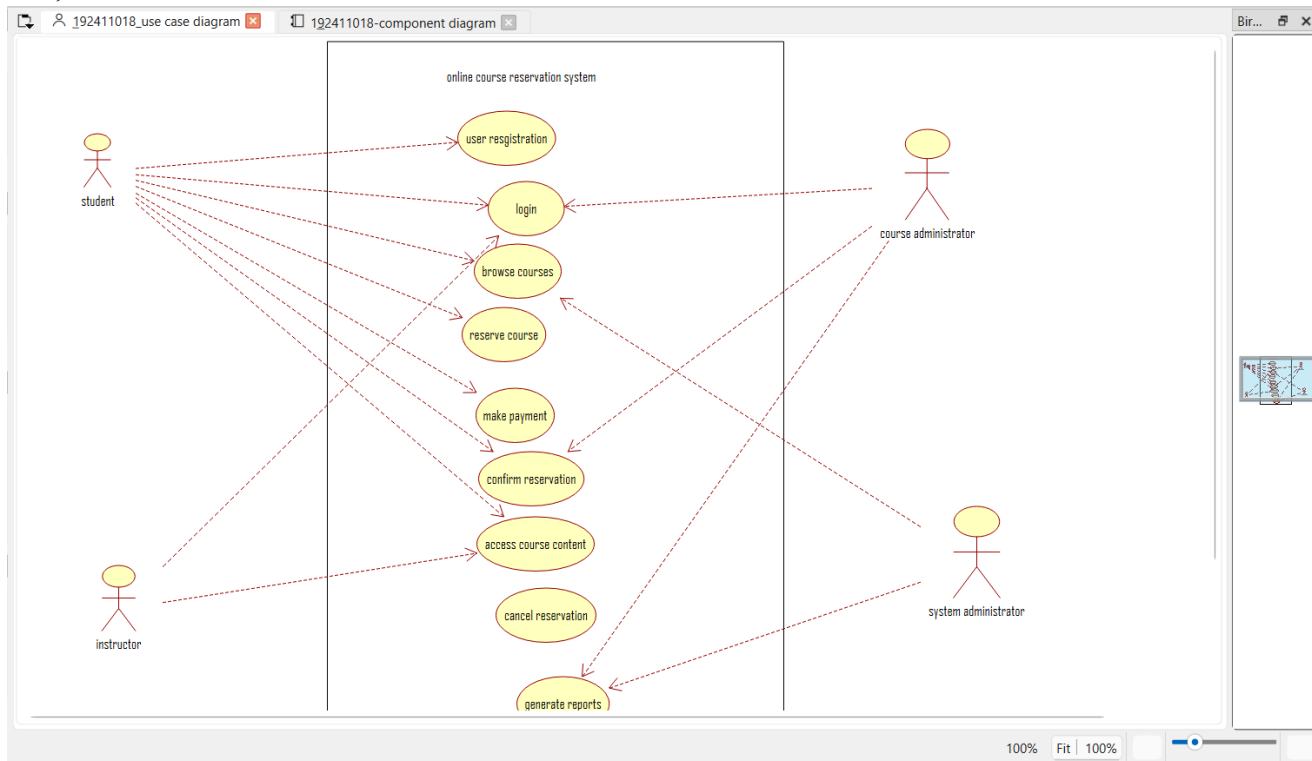 192411018_use case diagram
192411018-component diagram
Bir...
online course reservation system
user resgistration
student
login
course administrator
browse courses
reserve course
make payment
confirm reservation
access course content
cancel reservation
system administrator
instructor
generate reports
100%
Fit
100%